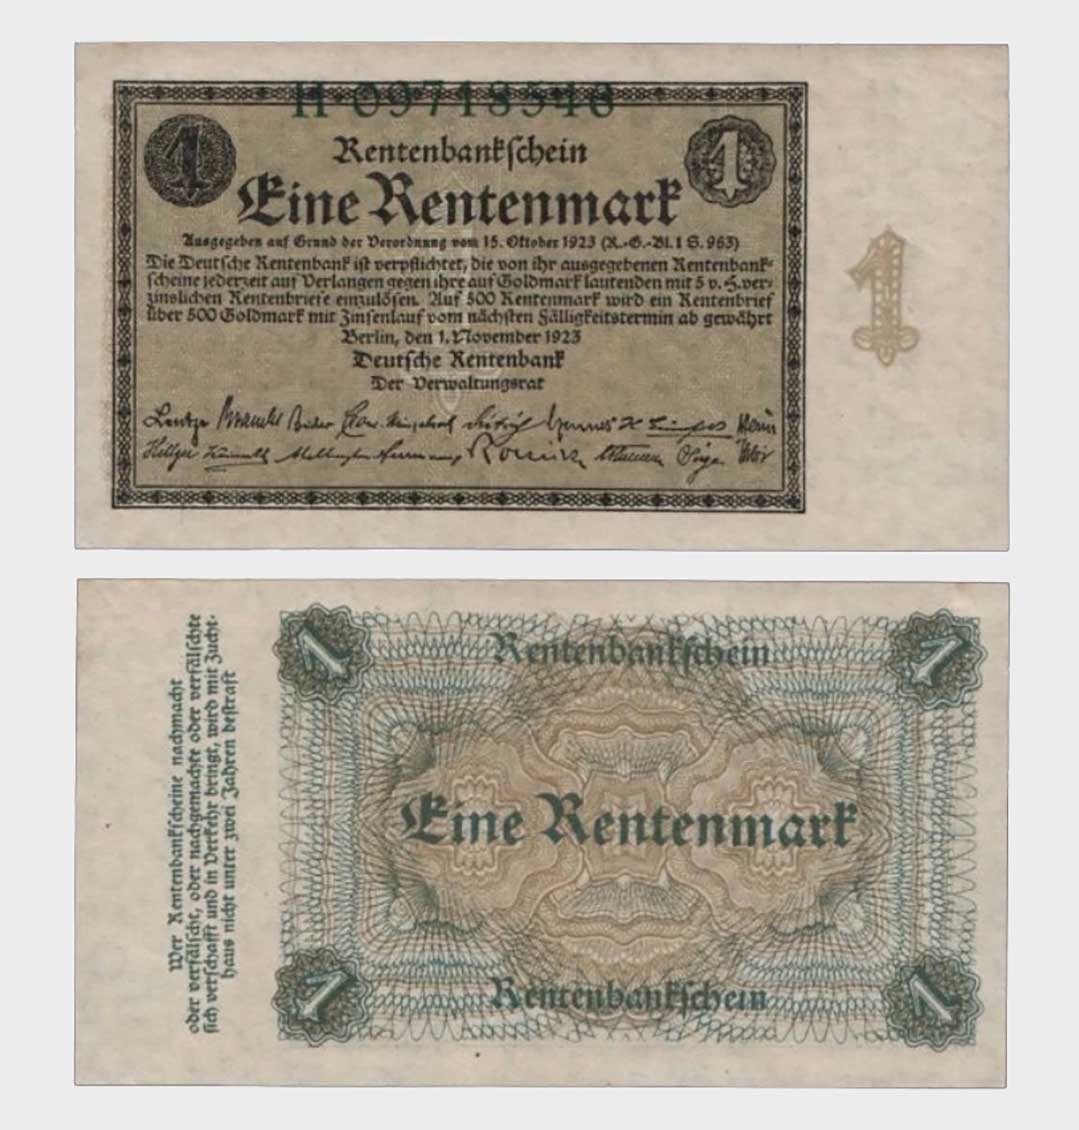 H·09718546
1
1
Rentenbankschein
Eine Rentenmark
Ausgegeben auf Grund der Verordnung vom 15. Oktober 1923 (R.-G.-Bl. I S. 963)
Die Deutsche Rentenbank ist verpflichtet, die von ihr ausgegebenen Rentenbank-
scheine jederzeit auf Verlangen gegen ihre auf Goldmark lautenden mit 5 v. H. ver-
zinslichen Rentenbriefe einzulösen. Auf 500 Rentenmark wird ein Rentenbrief
über 500 Goldmark mit Zinsenlauf vom nächsten Fälligkeitstermin ab gewährt
Berlin, den 1. November 1923
Deutsche Rentenbank
Der Verwaltungsrat
1
Wer Rentenbankscheine nachmacht
oder verfälscht, oder nachgemachte oder verfälschte
sich verschafft und in Verkehr bringt, wird mit Zucht-
haus nicht unter zwei Jahren bestraft
1
1
Rentenbankschein
Eine Rentenmark
Rentenbankschein
1
1